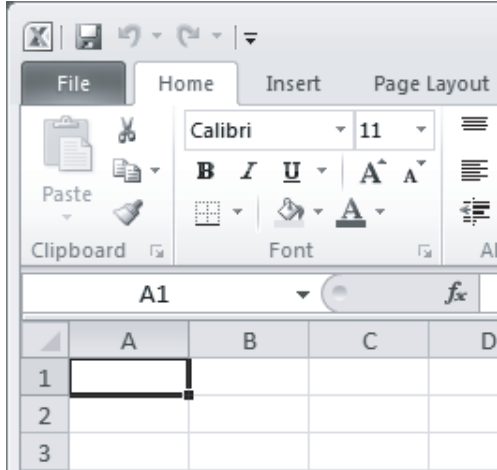 File Home Insert Page Layout
Calibri 11
B I U A A
Paste
A
Clipboard Font
A1 fx
A B C D
1
2
3